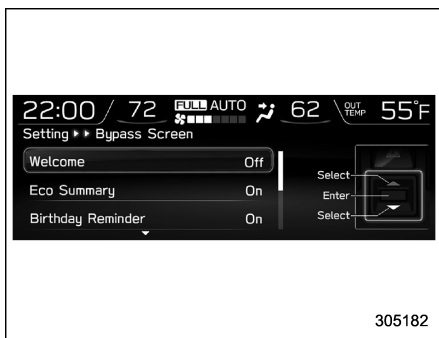 22:00 72 FULL AUTO 62 OUT TEMP 55°F
Setting ▸▸ Bypass Screen
Welcome Off
Eco Summary On
Birthday Reminder On
Select
Enter
Select
305182